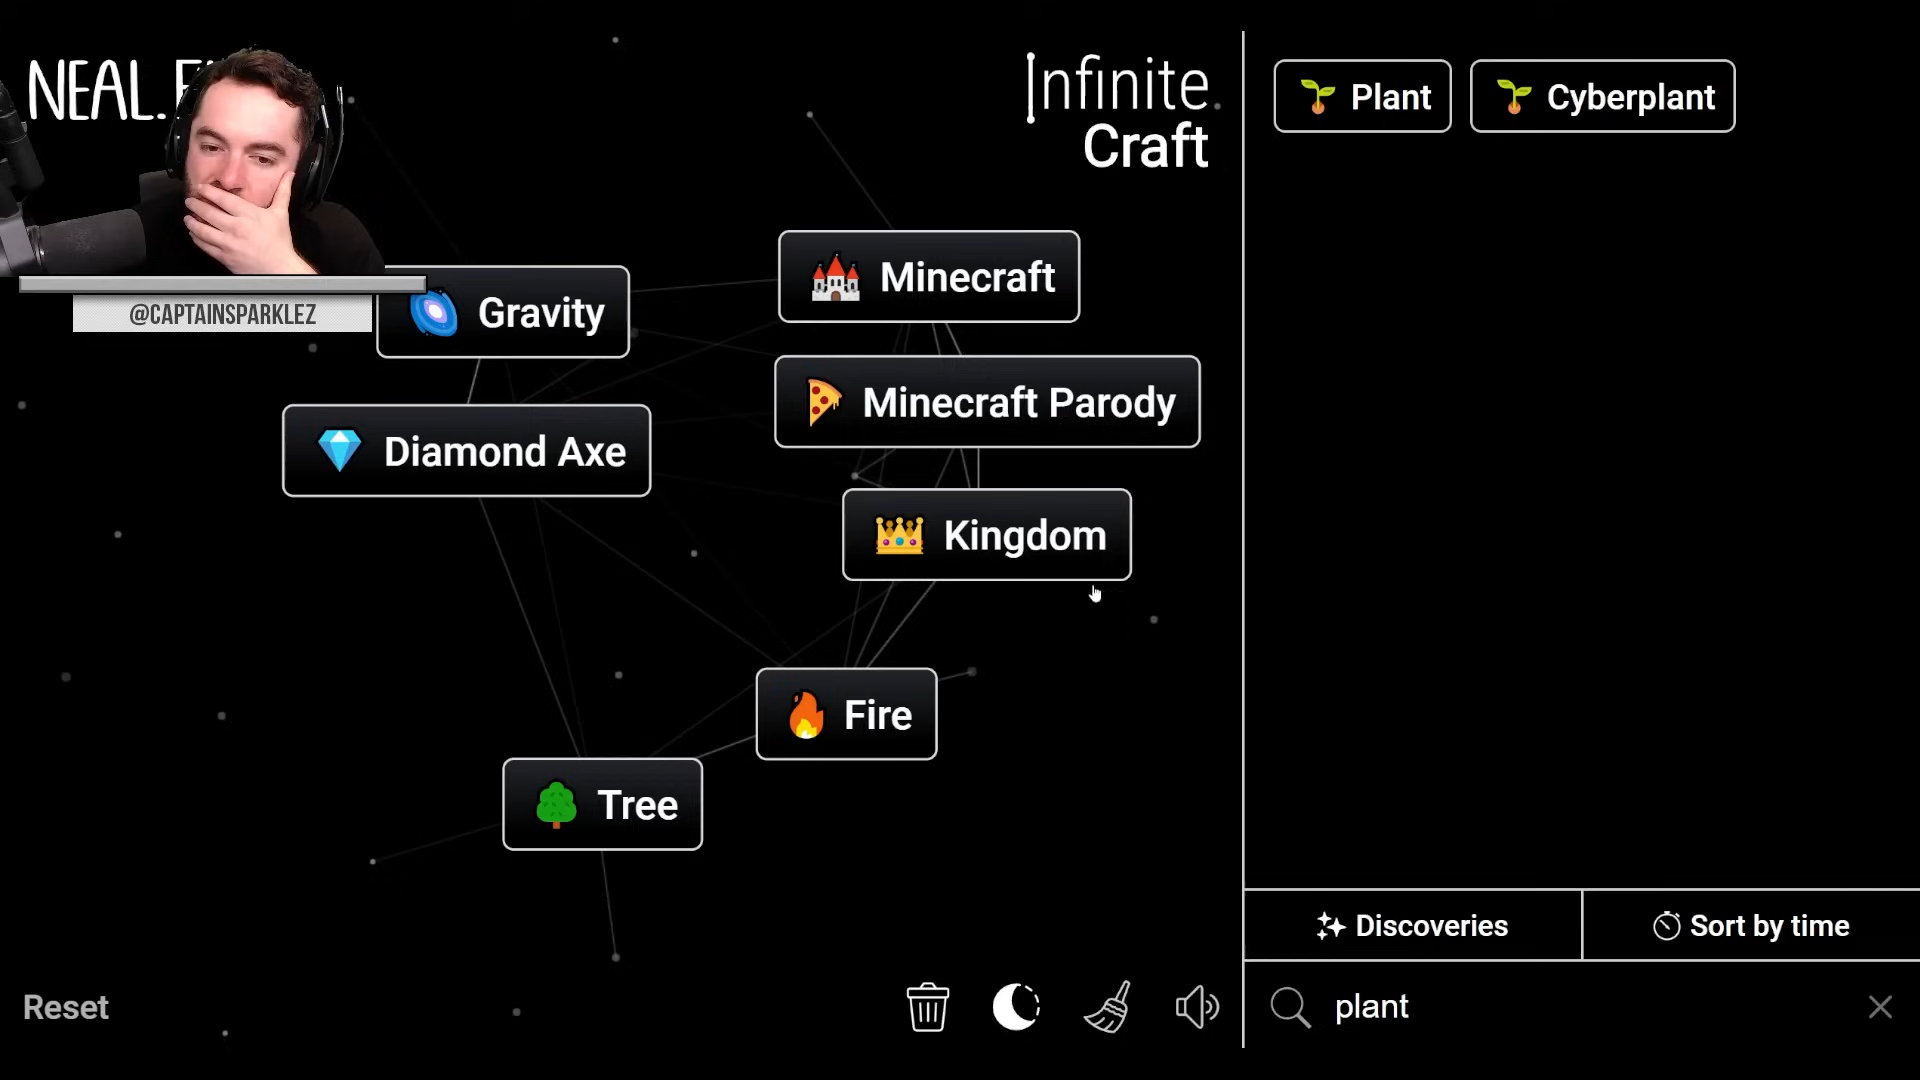 NEAL.
Infinite
Craft
@CAPTAINSPARKLEZ
Gravity
Minecraft
Minecraft Parody
Diamond Axe
Kingdom
Fire
Tree
Reset
Plant
Cyberplant
Discoveries
Sort by time
plant